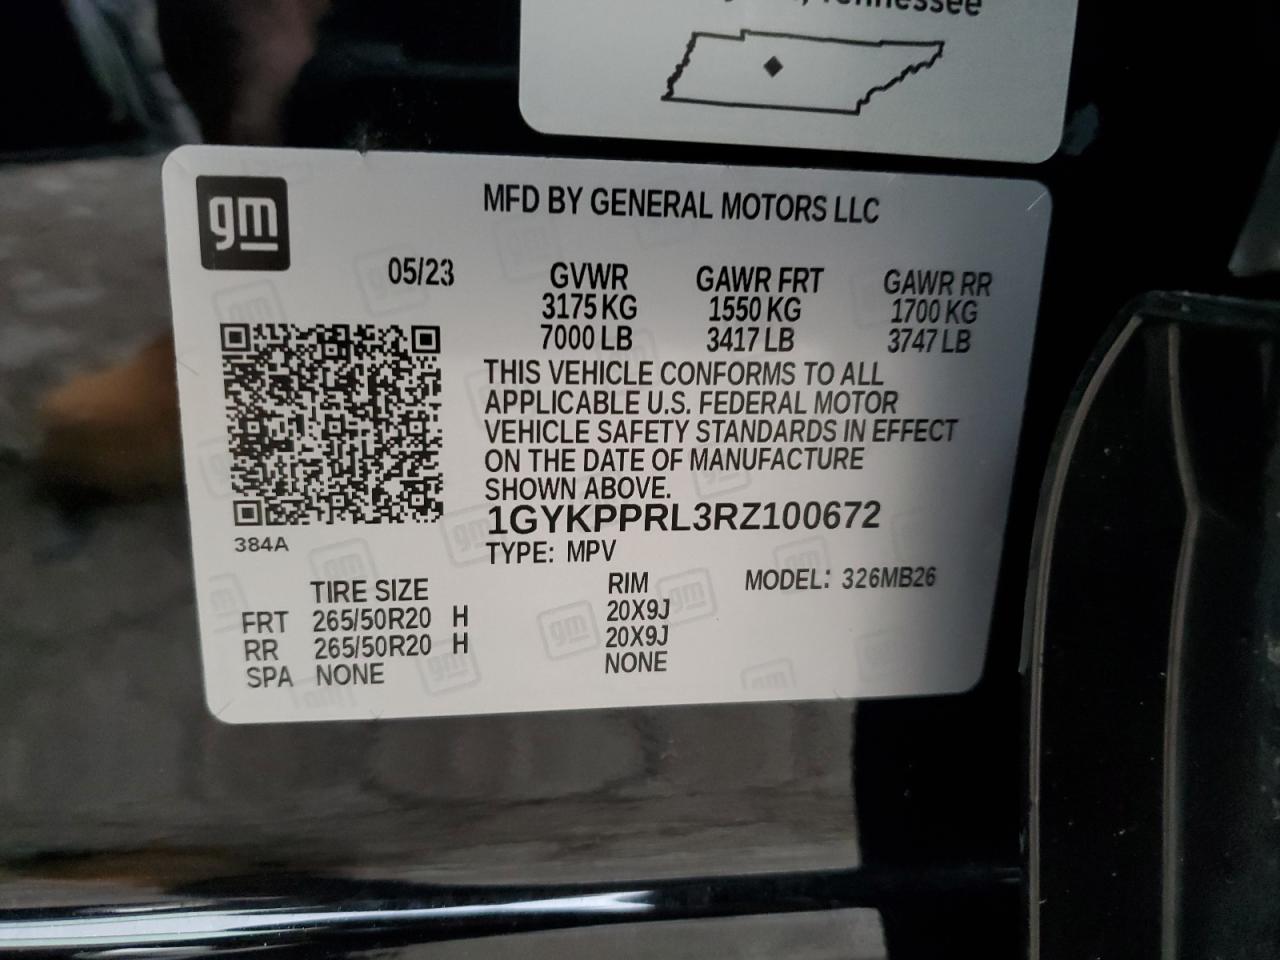 Tennessee
gm
MFD BY GENERAL MOTORS LLC
05/23 GVWR GAWR FRT GAWR RR
3175 KG 1550 KG 1700 KG
7000 LB 3417 LB 3747 LB
THIS VEHICLE CONFORMS TO ALL
APPLICABLE U.S. FEDERAL MOTOR
VEHICLE SAFETY STANDARDS IN EFFECT
ON THE DATE OF MANUFACTURE
SHOWN ABOVE.
1GYKPPRL3RZ100672
384A
TYPE: MPV
TIRE SIZE RIM MODEL: 326MB26
FRT 265/50R20 H 20X9J
RR 265/50R20 H 20X9J
SPA NONE NONE